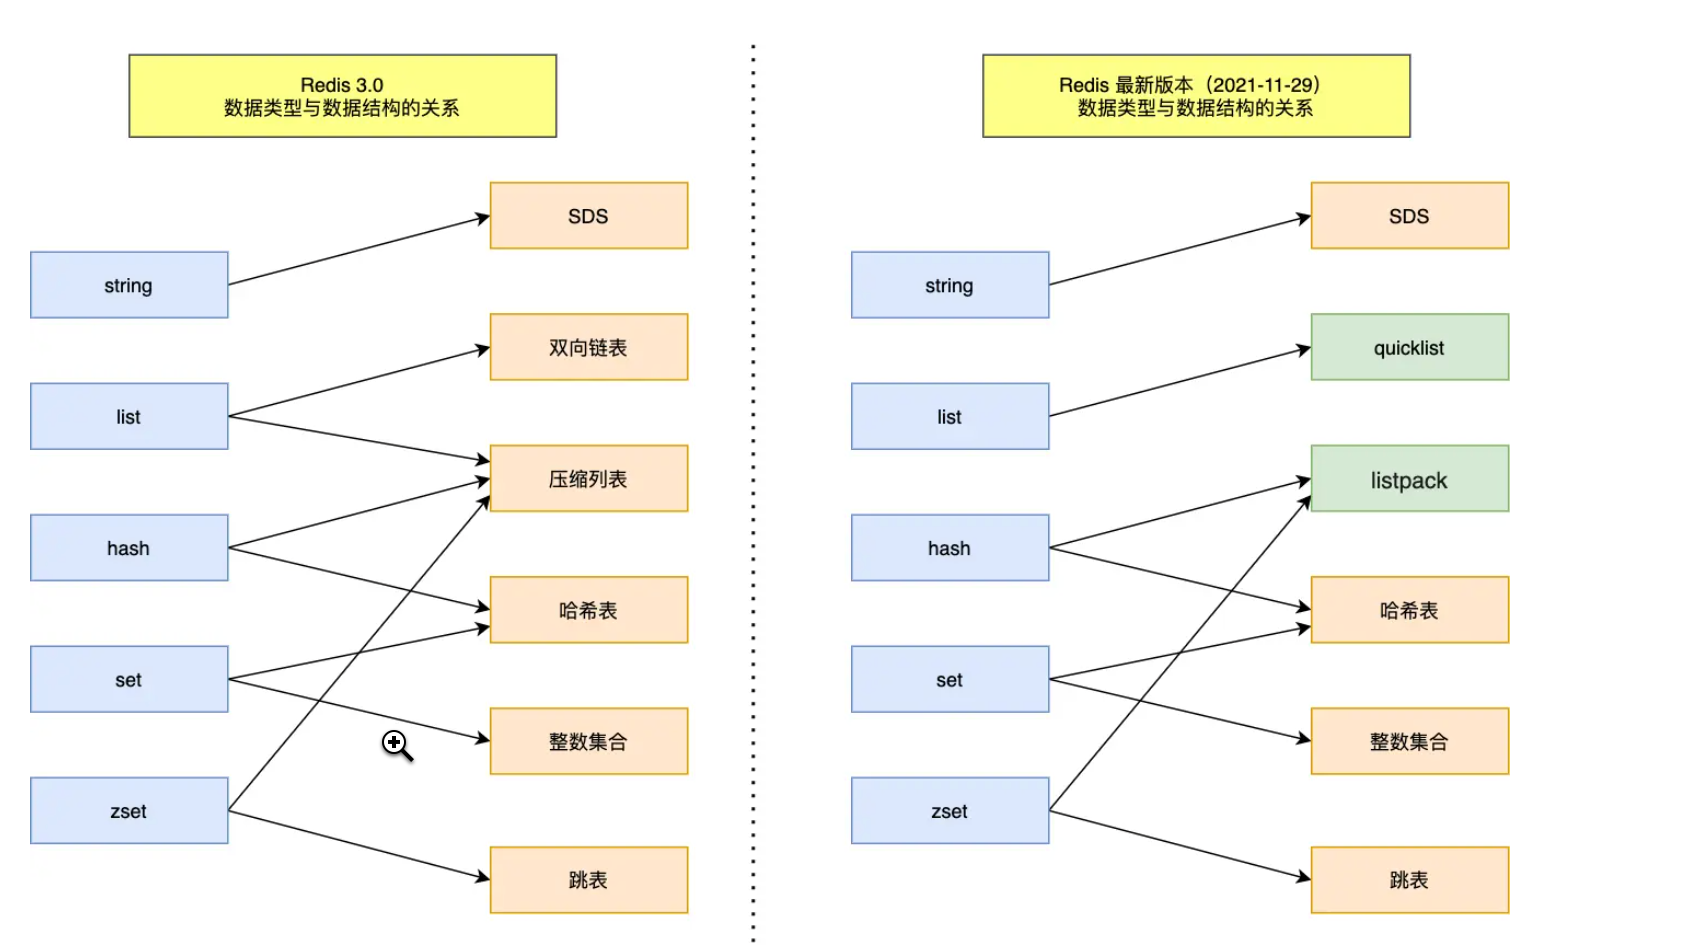 Redis 3.0
数据类型与数据结构的关系
SDS
string
双向链表
list
压缩列表
hash
哈希表
set
整数集合
zset
跳表
Redis 最新版本（2021-11-29）
数据类型与数据结构的关系
SDS
string
quicklist
list
listpack
hash
哈希表
set
整数集合
zset
跳表